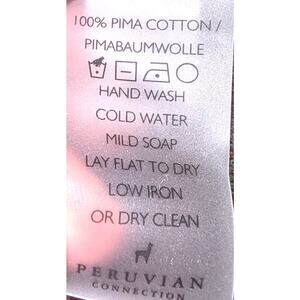 100% PIMA COTTON /
PIMABAUMWOLLE
HAND WASH
COLD WATER
MILD SOAP
LAY FLAT TO DRY
LOW IRON
OR DRY CLEAN
PERUVIAN
CONNECTION